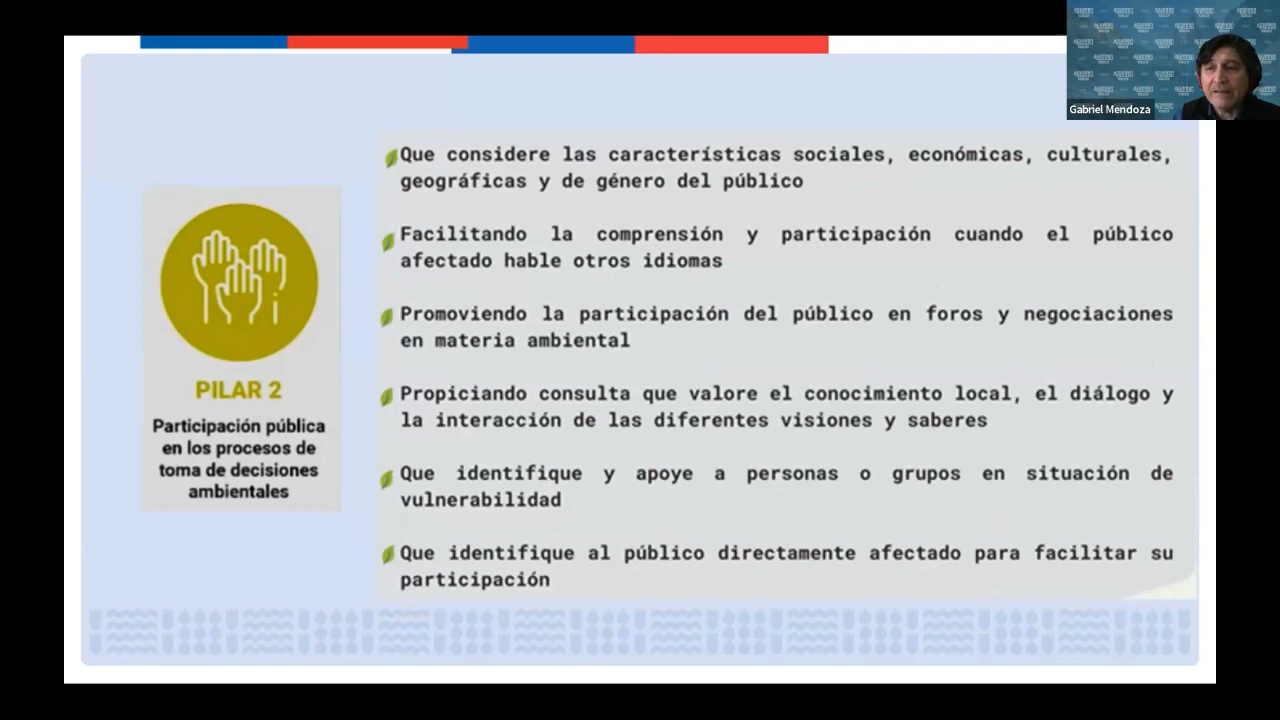 Gabriel Mendoza
Que considere las características sociales, económicas, culturales,
geográficas y de género del público
Facilitando la comprensión y participación cuando el público
afectado hable otros idiomas
Promoviendo la participación del público en foros y negociaciones
en materia ambiental
Propiciando consulta que valore el conocimiento local, el diálogo y
la interacción de las diferentes visiones y saberes
Que identifique y apoye a personas o grupos en situación de
vulnerabilidad
Que identifique al público directamente afectado para facilitar su
participación
PILAR 2
Participación pública
en los procesos de
toma de decisiones
ambientales